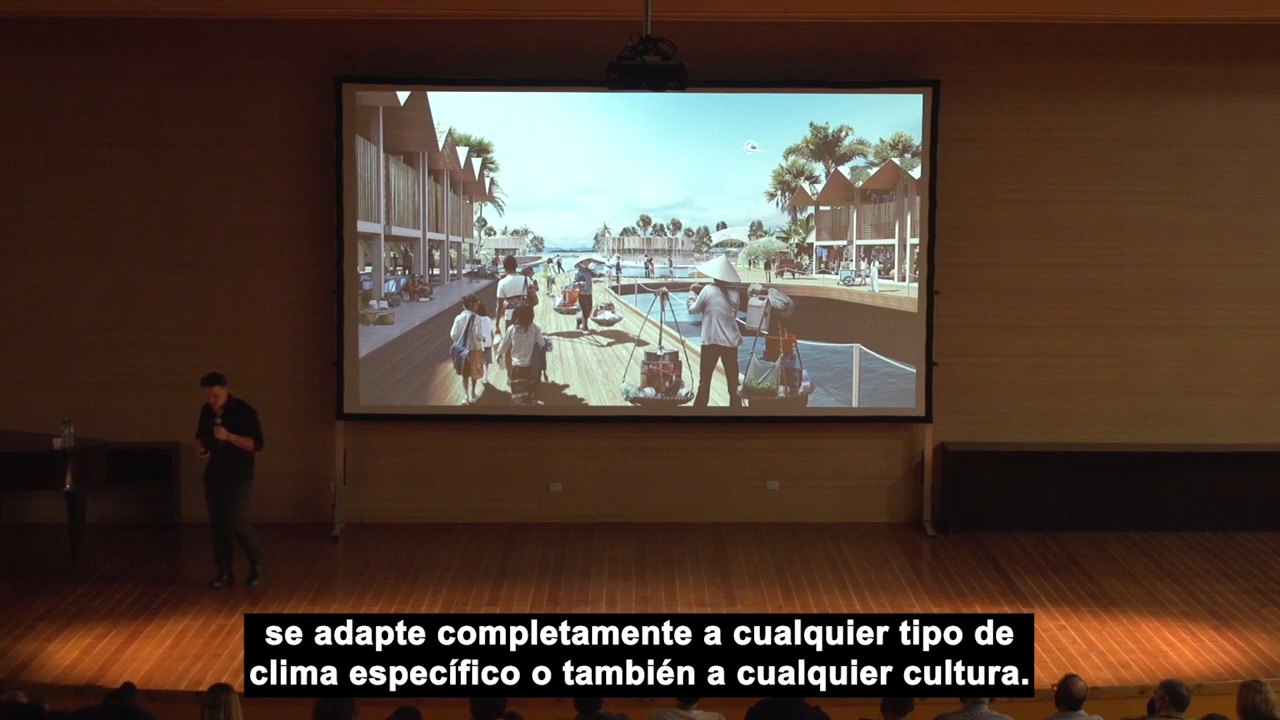 se adapte completamente a cualquier tipo de
clima específico o también a cualquier cultura.